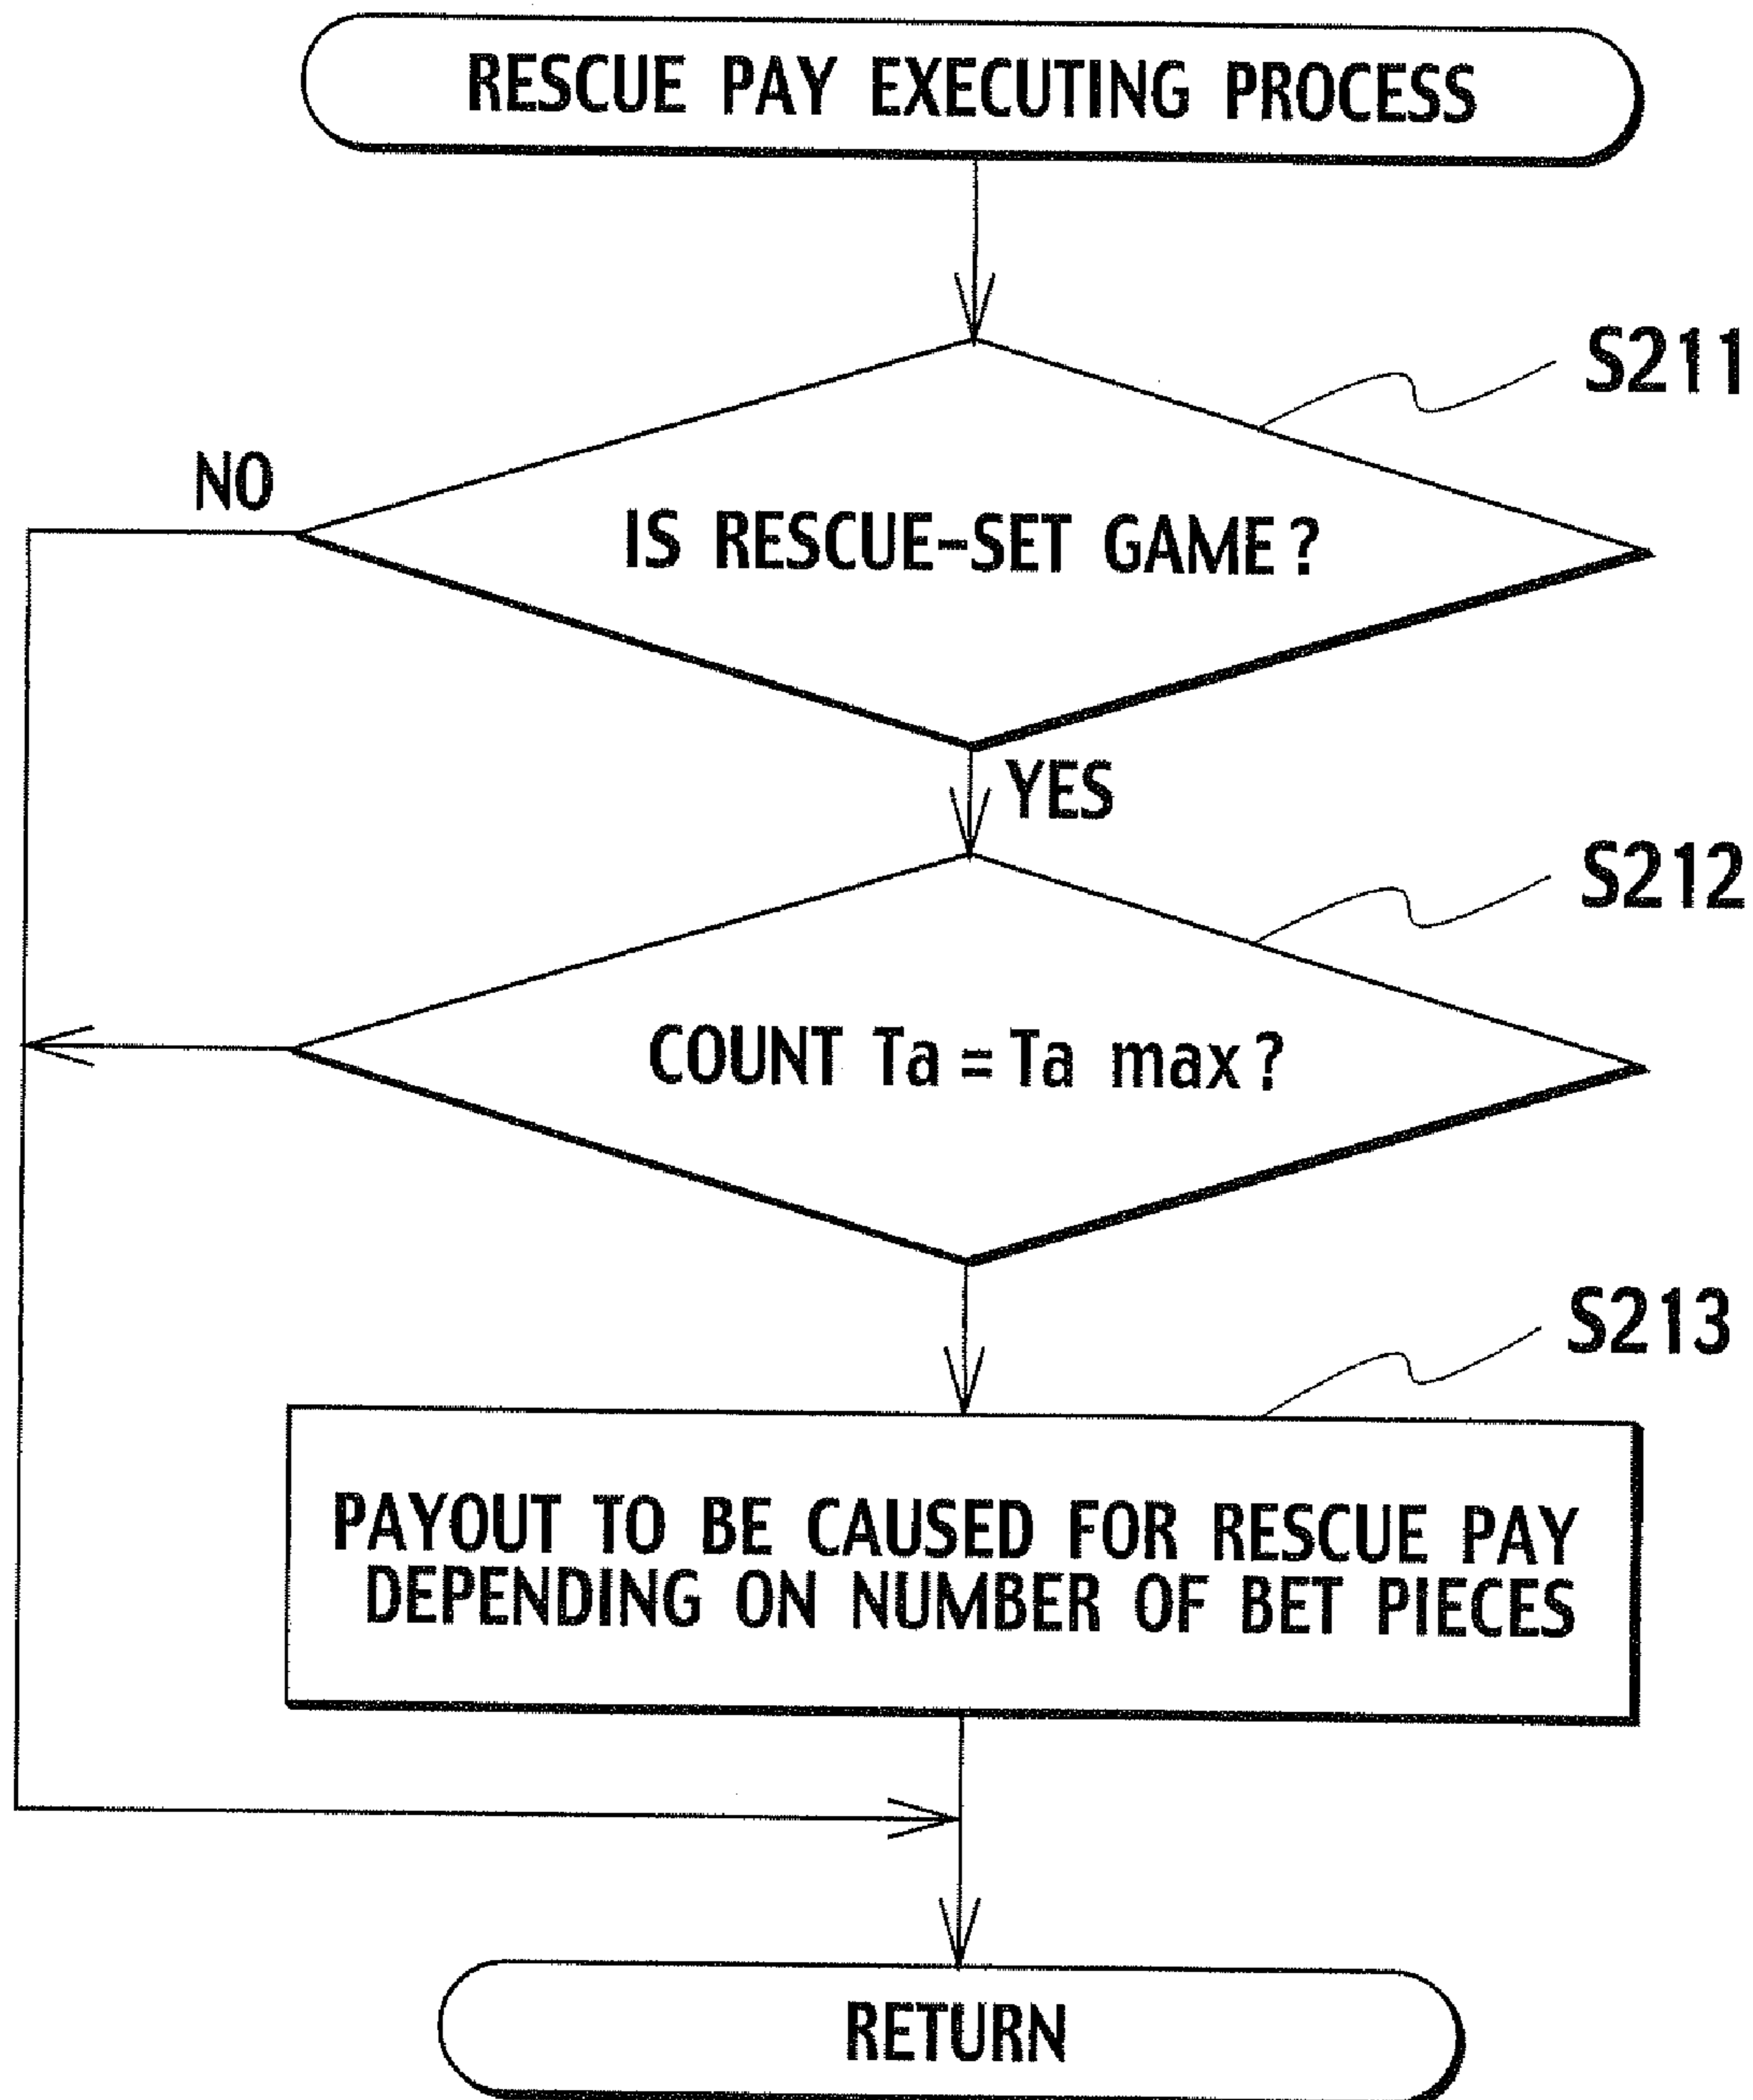 RESCUE PAY EXECUTING PROCESS
S211
NO
IS RESCUE-SET GAME?
YES
S212
COUNT Ta = Ta max?
S213
PAYOUT TO BE CAUSED FOR RESCUE PAY
DEPENDING ON NUMBER OF BET PIECES
RETURN